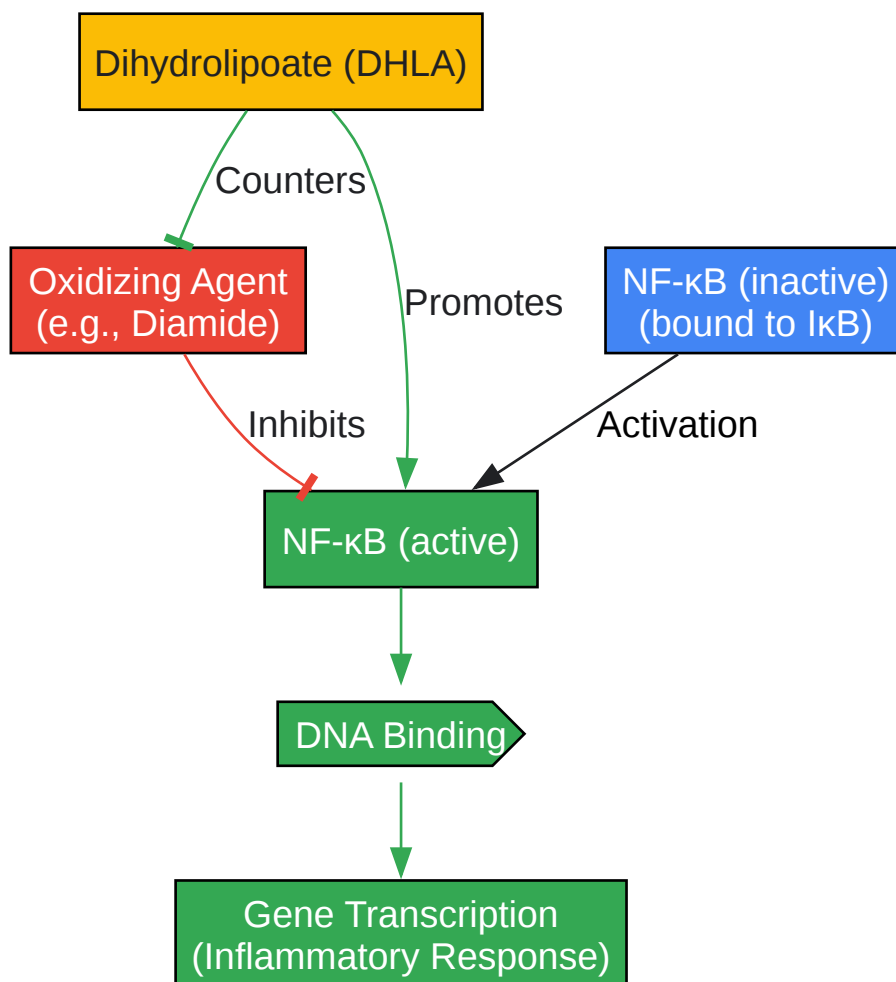 Dihydrolipoate (DHLA)
Counters
Oxidizing Agent
(e.g., Diamide)
Promotes
NF-κB (inactive)
(bound to IκB)
Inhibits
Activation
NF-κB (active)
DNA Binding
Gene Transcription
(Inflammatory Response)